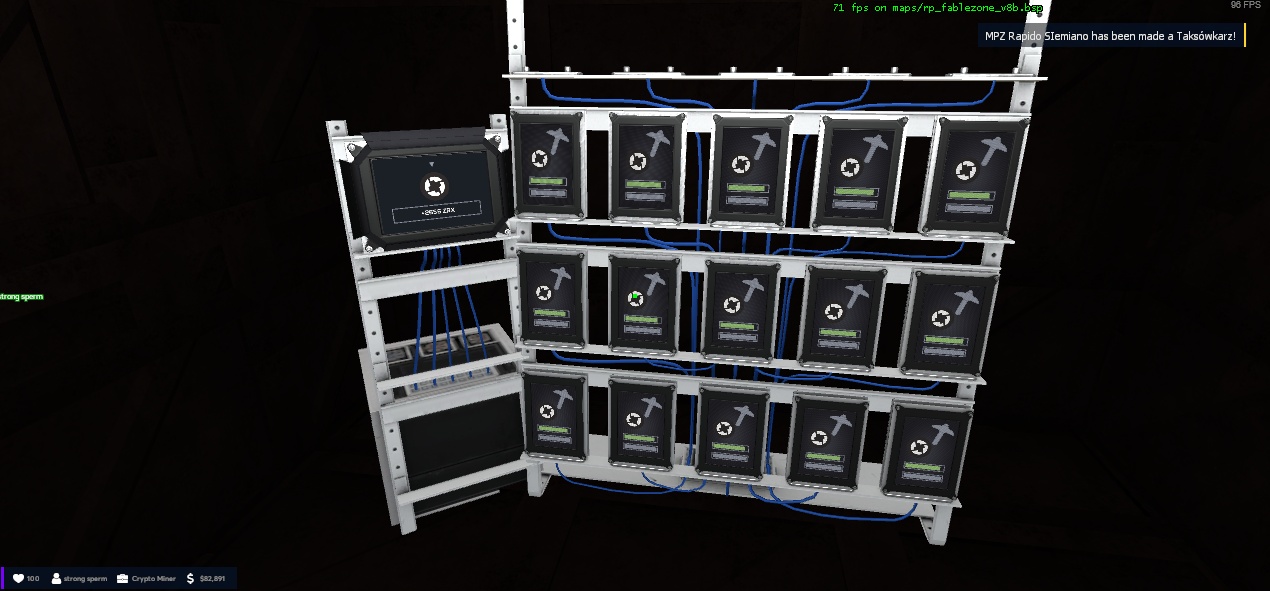 71 fps on maps/rp_fablezone_v8b.bsp
96 FPS
MPZ Rapido SIemiano has been made a Taksówkarz!
strong sperm
100
strong sperm
Crypto Miner
$82,891